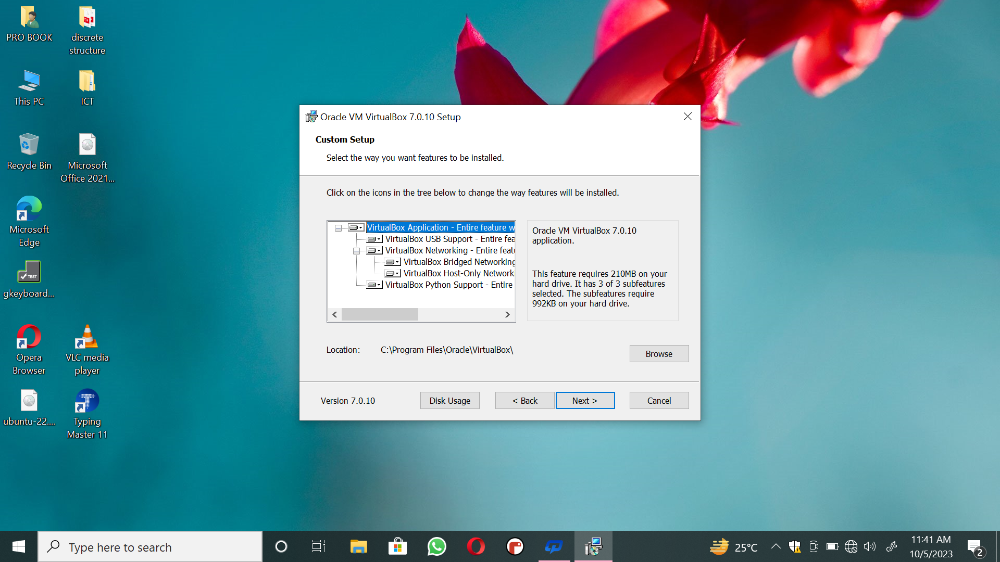 PRO BOOK
discrete
structure
This PC
ICT
Recycle Bin
Microsoft
Office 2021...
Microsoft
Edge
TEST
gkeyboard...
Opera
Browser
VLC media
player
ubuntu-22....
Typing
Master 11
Oracle VM VirtualBox 7.0.10 Setup
Custom Setup
Select the way you want features to be installed.
Click on the icons in the tree below to change the way features will be installed.
VirtualBox Application - Entire feature w
VirtualBox USB Support - Entire fea
VirtualBox Networking - Entire feat
VirtualBox Bridged Networking
VirtualBox Host-Only Network
VirtualBox Python Support - Entire
Oracle VM VirtualBox 7.0.10
application.
This feature requires 210MB on your
hard drive. It has 3 of 3 subfeatures
selected. The subfeatures require
992KB on your hard drive.
Location: C:\Program Files\Oracle\VirtualBox\
Browse
Version 7.0.10
Disk Usage
< Back
Next >
Cancel
Type here to search
25°C
11:41 AM
10/5/2023
2